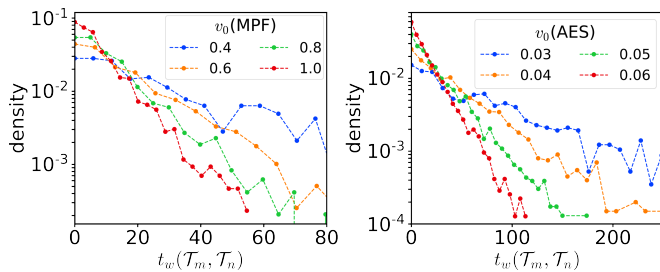 v₀(MPF)
0.4 0.8
0.6 1.0
10⁻¹
10⁻²
10⁻³
density
0 20 40 60 80
t_w(𝒯_m, 𝒯_n)
v₀(AES)
0.03 0.05
0.04 0.06
10⁻²
10⁻³
10⁻⁴
density
0 100 200
t_w(𝒯_m, 𝒯_n)